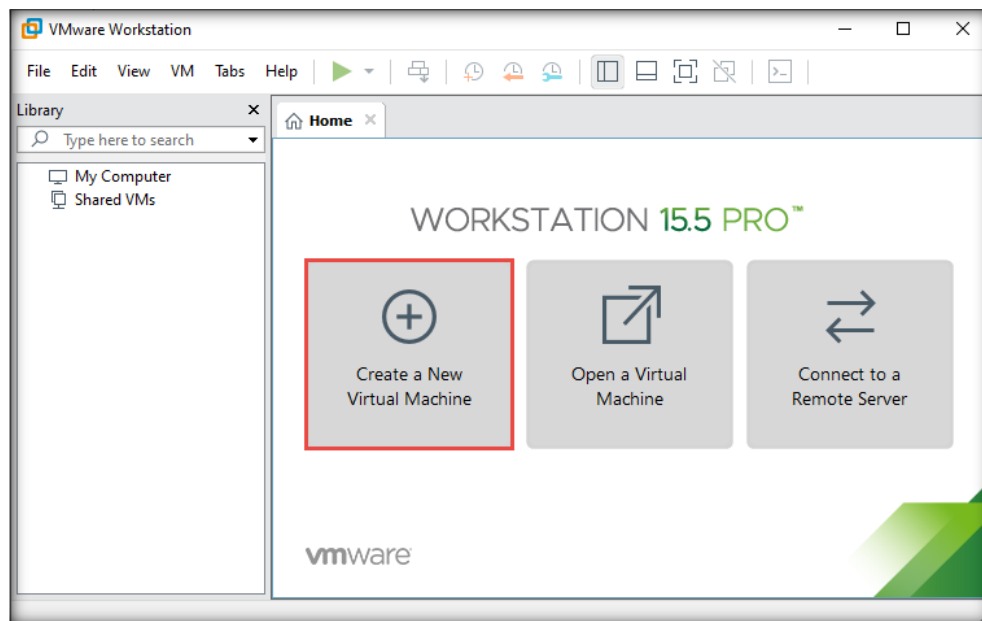 VMware Workstation
File Edit View VM Tabs Help
Library
Home
Type here to search
My Computer
Shared VMs
WORKSTATION 15.5 PRO™
Create a New
Virtual Machine
Open a Virtual
Machine
Connect to a
Remote Server
vmware